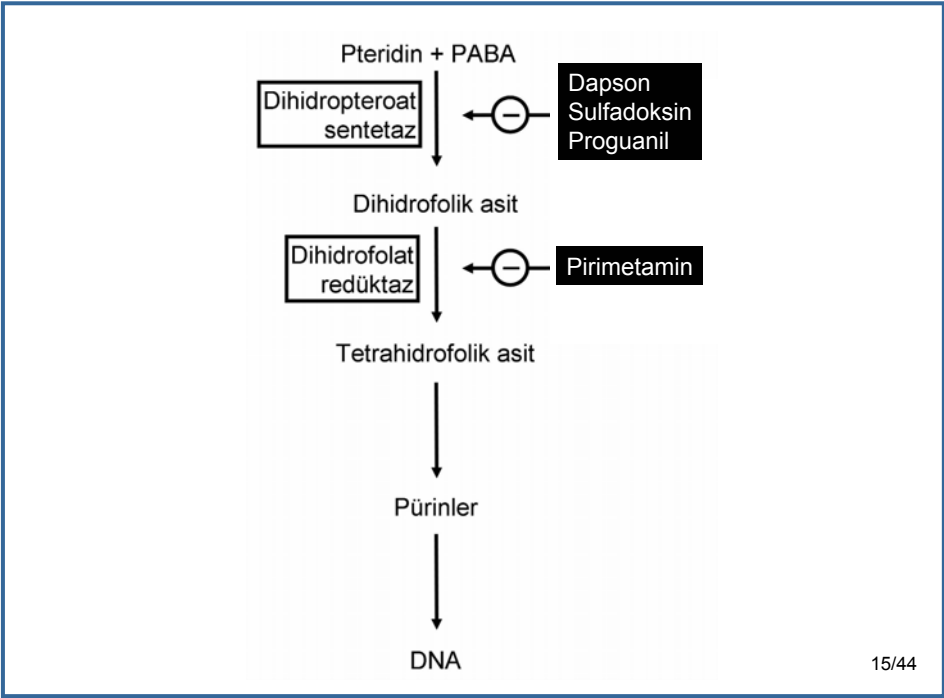 Pteridin + PABA
Dihidropteroat
sentetaz
Dapson
Sulfadoksin
Proguanil
Dihidrofolik asit
Dihidrofolat
redüktaz
Pirimetamin
Tetrahidrofolik asit
Pürinler
DNA
15/44